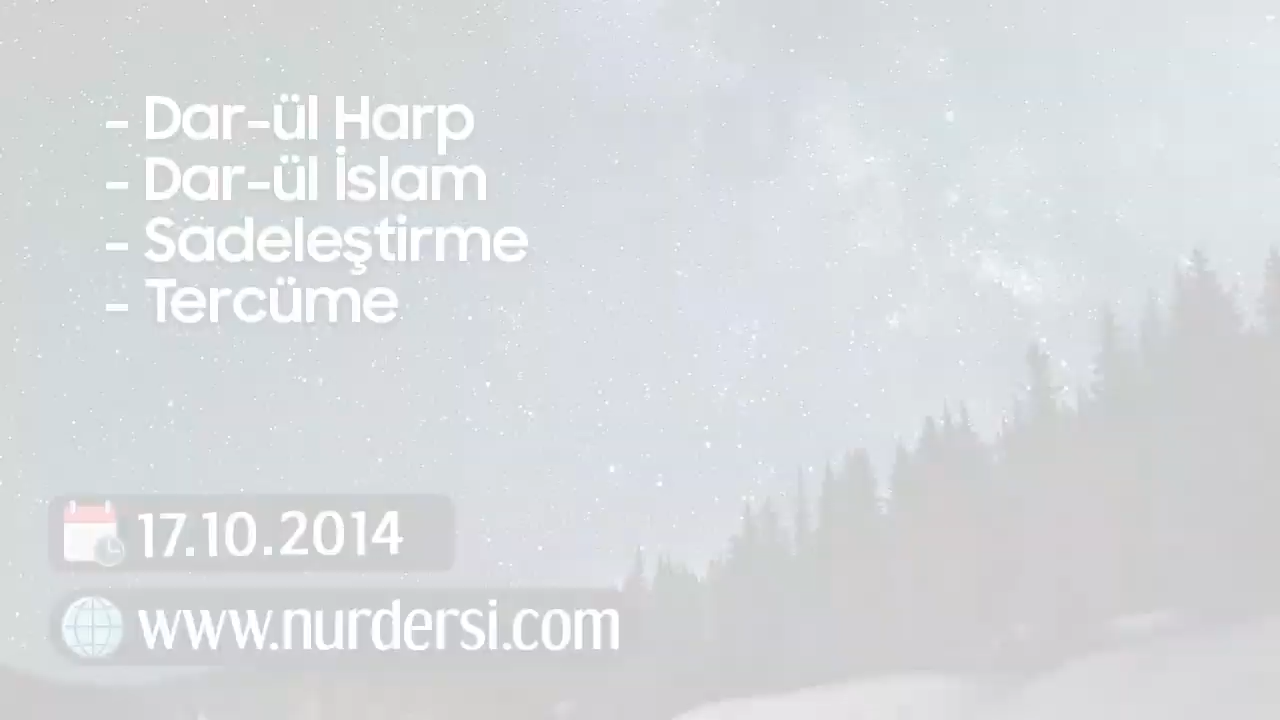 - Dar-ül Harp
- Dar-ül İslam
- Sadeleştirme
- Tercüme
17.10.2014
www.nurdersi.com